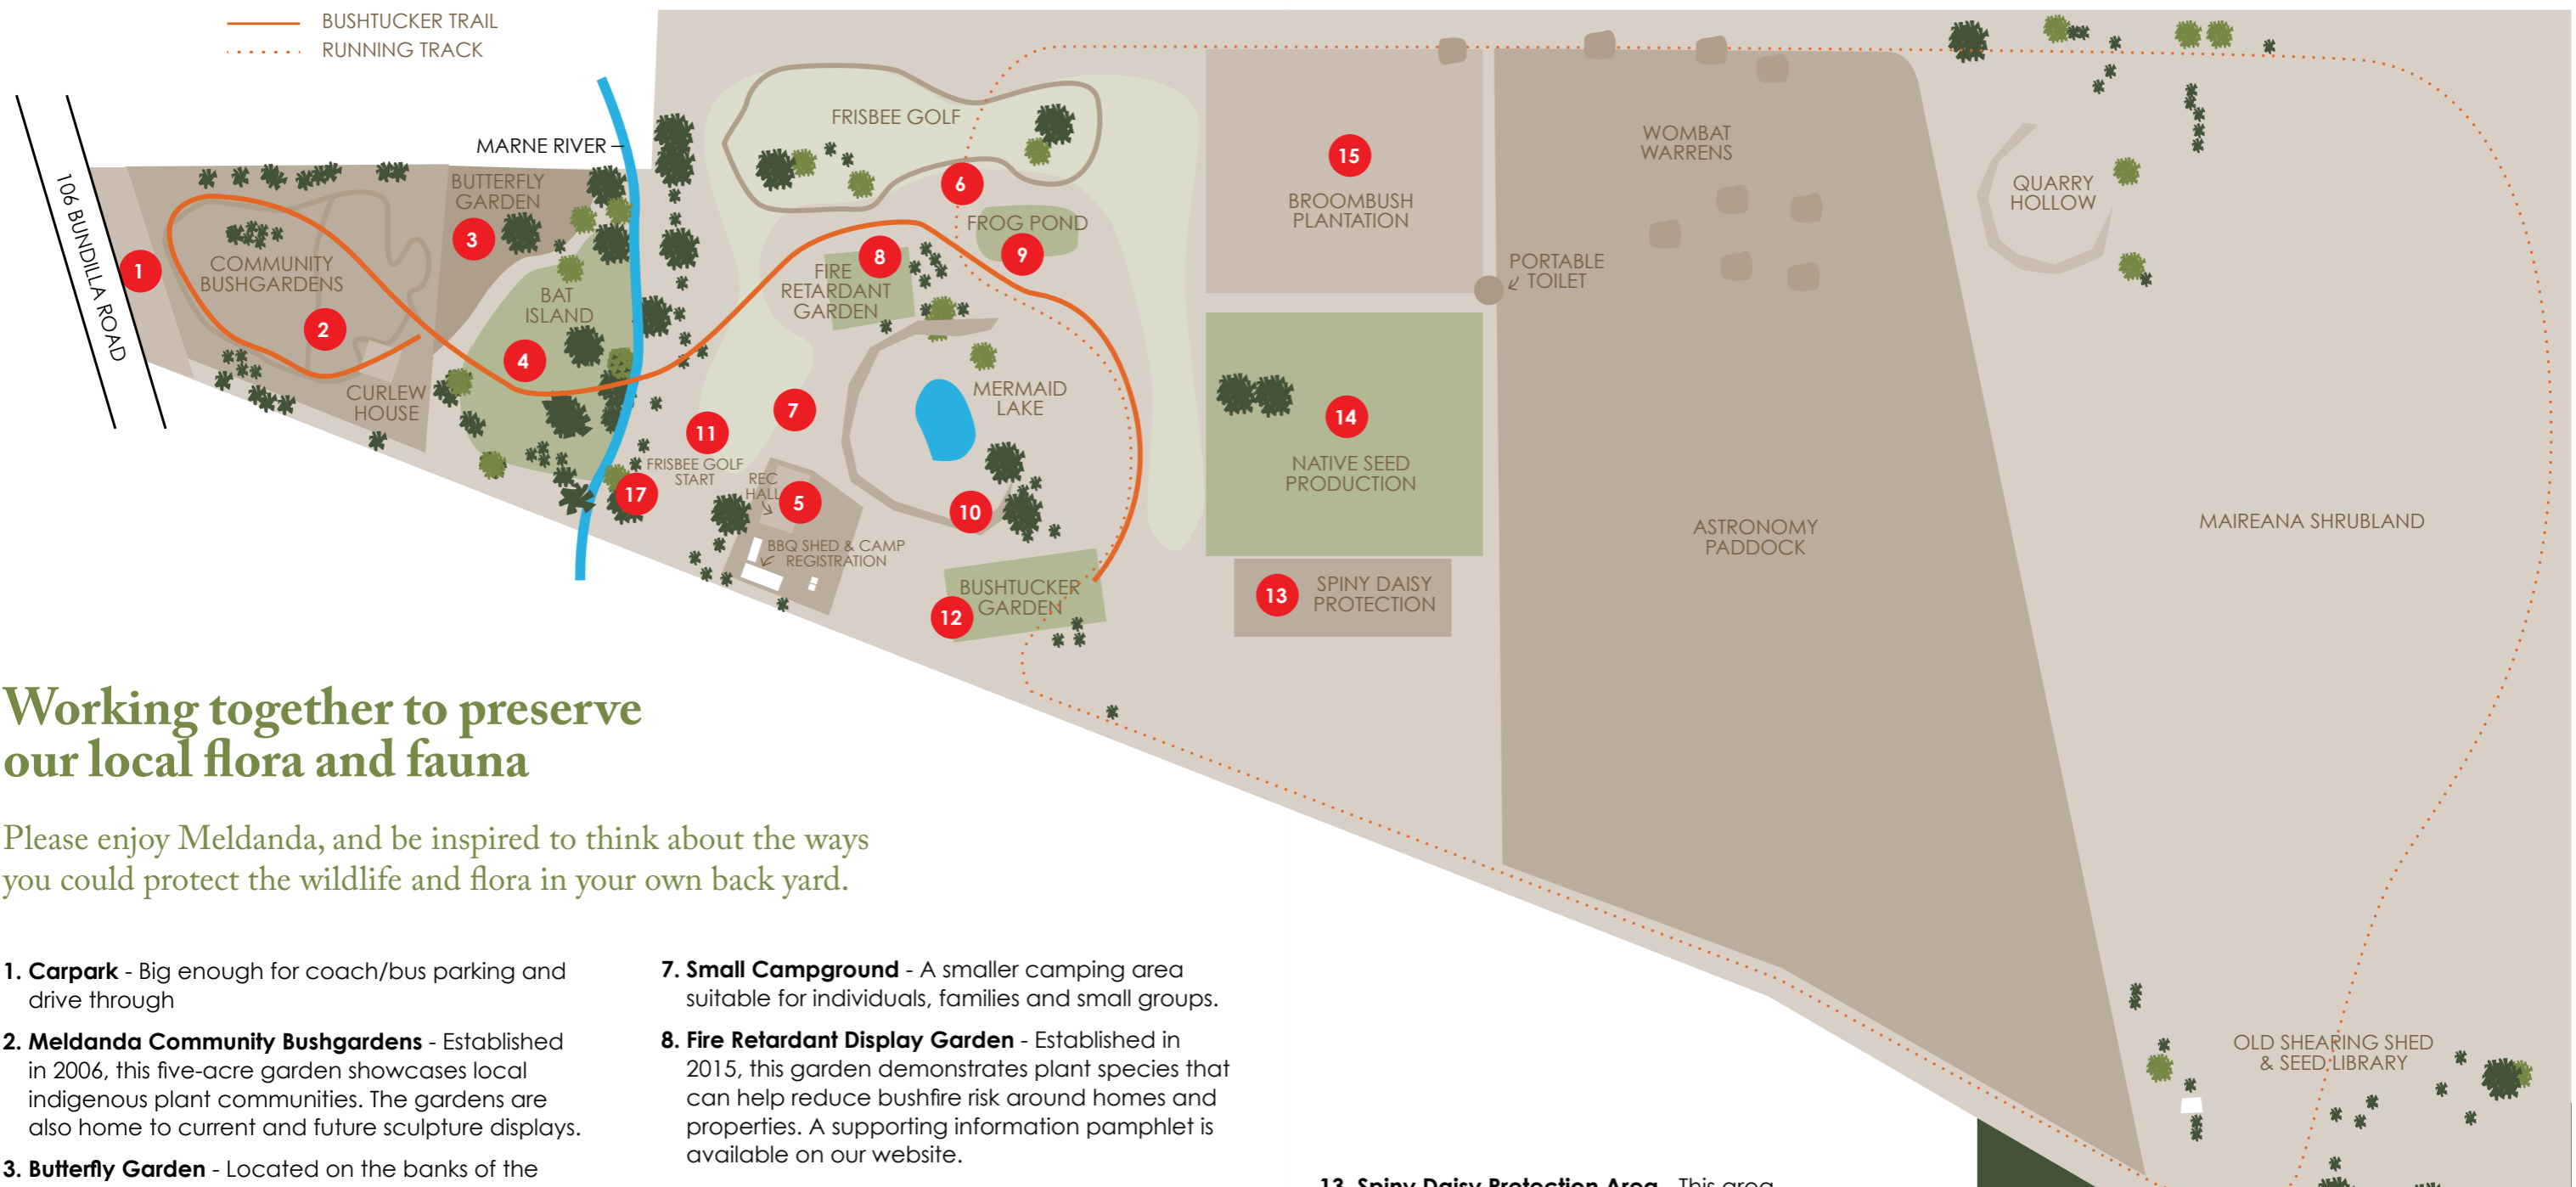 BUSHTUCKER TRAIL
RUNNING TRACK
106 BUNDILLA ROAD
MARNE RIVER –
1
COMMUNITY
BUSHGARDENS
2
BUTTERFLY
GARDEN
3
BAT
ISLAND
4
CURLEW
HOUSE
FRISBEE GOLF
6
FROG POND
9
8
FIRE
RETARDANT
GARDEN
MERMAID
LAKE
7
11
FRISBEE GOLF
START
17
REC
HALL
5
10
BBQ SHED & CAMP
REGISTRATION
BUSHTUCKER
GARDEN
12
15
BROOMBUSH
PLANTATION
PORTABLE
TOILET
14
NATIVE SEED
PRODUCTION
13
SPINY DAISY
PROTECTION
WOMBAT
WARRENS
ASTRONOMY
PADDOCK
QUARRY
HOLLOW
MAIREANA SHRUBLAND
OLD SHEARING SHED
& SEED LIBRARY
Working together to preserve
our local flora and fauna
Please enjoy Meldanda, and be inspired to think about the ways
you could protect the wildlife and flora in your own back yard.
1. Carpark - Big enough for coach/bus parking and
drive through
2. Meldanda Community Bushgardens - Established
in 2006, this five-acre garden showcases local
indigenous plant communities. The gardens are
also home to current and future sculpture displays.
3. Butterfly Garden - Located on the banks of the
7. Small Campground - A smaller camping area
suitable for individuals, families and small groups.
8. Fire Retardant Display Garden - Established in
2015, this garden demonstrates plant species that
can help reduce bushfire risk around homes and
properties. A supporting information pamphlet is
available on our website.
13. Spiny Daisy Protection Area - This area